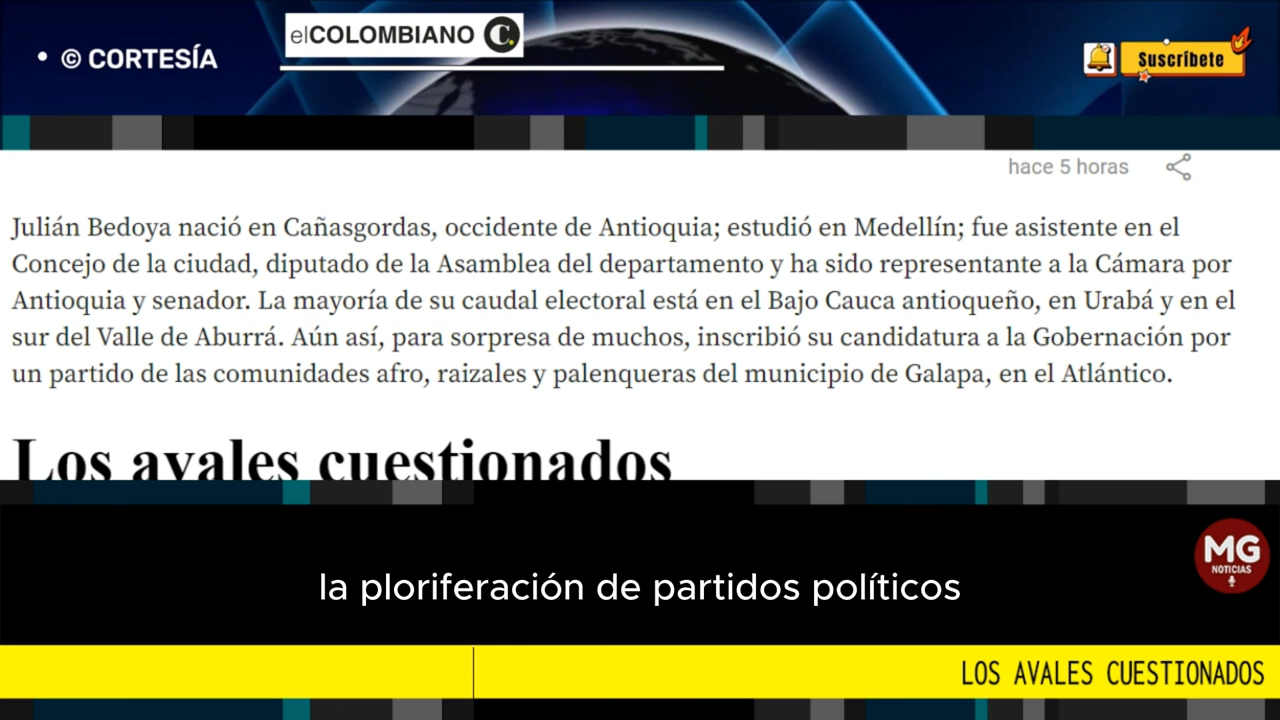 elCOLOMBIANO C.
• © CORTESÍA
Suscríbete
hace 5 horas
Julián Bedoya nació en Cañasgordas, occidente de Antioquia; estudió en Medellín; fue asistente en el
Concejo de la ciudad, diputado de la Asamblea del departamento y ha sido representante a la Cámara por
Antioquia y senador. La mayoría de su caudal electoral está en el Bajo Cauca antioqueño, en Urabá y en el
sur del Valle de Aburrá. Aún así, para sorpresa de muchos, inscribió su candidatura a la Gobernación por
un partido de las comunidades afro, raizales y palenqueras del municipio de Galapa, en el Atlántico.
Los avales cuestionados
MG
NOTICIAS
la ploriferación de partidos políticos
LOS AVALES CUESTIONADOS